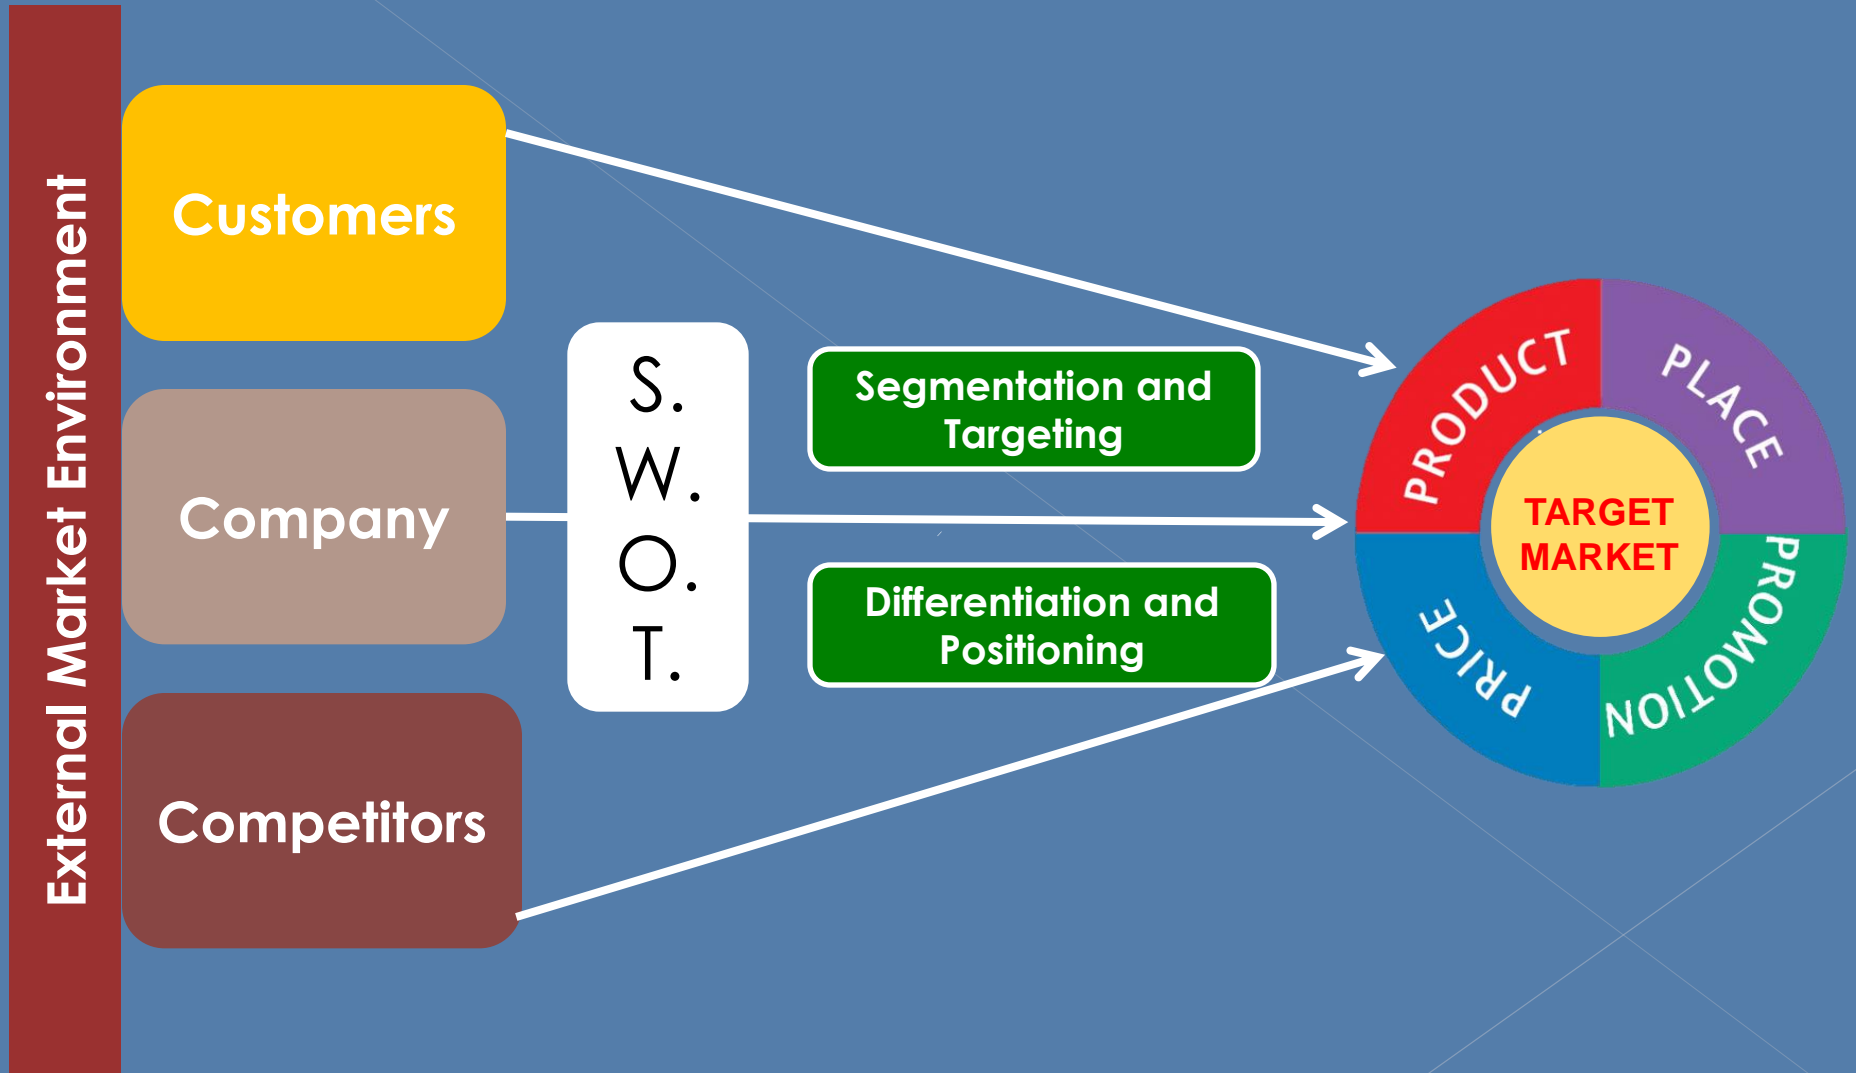 External Market Environment
Customers
Company
Competitors
S.
W.
O.
T.
Segmentation and
Targeting
Differentiation and
Positioning
PRODUCT
PLACE
PRICE
PROMOTION
TARGET
MARKET